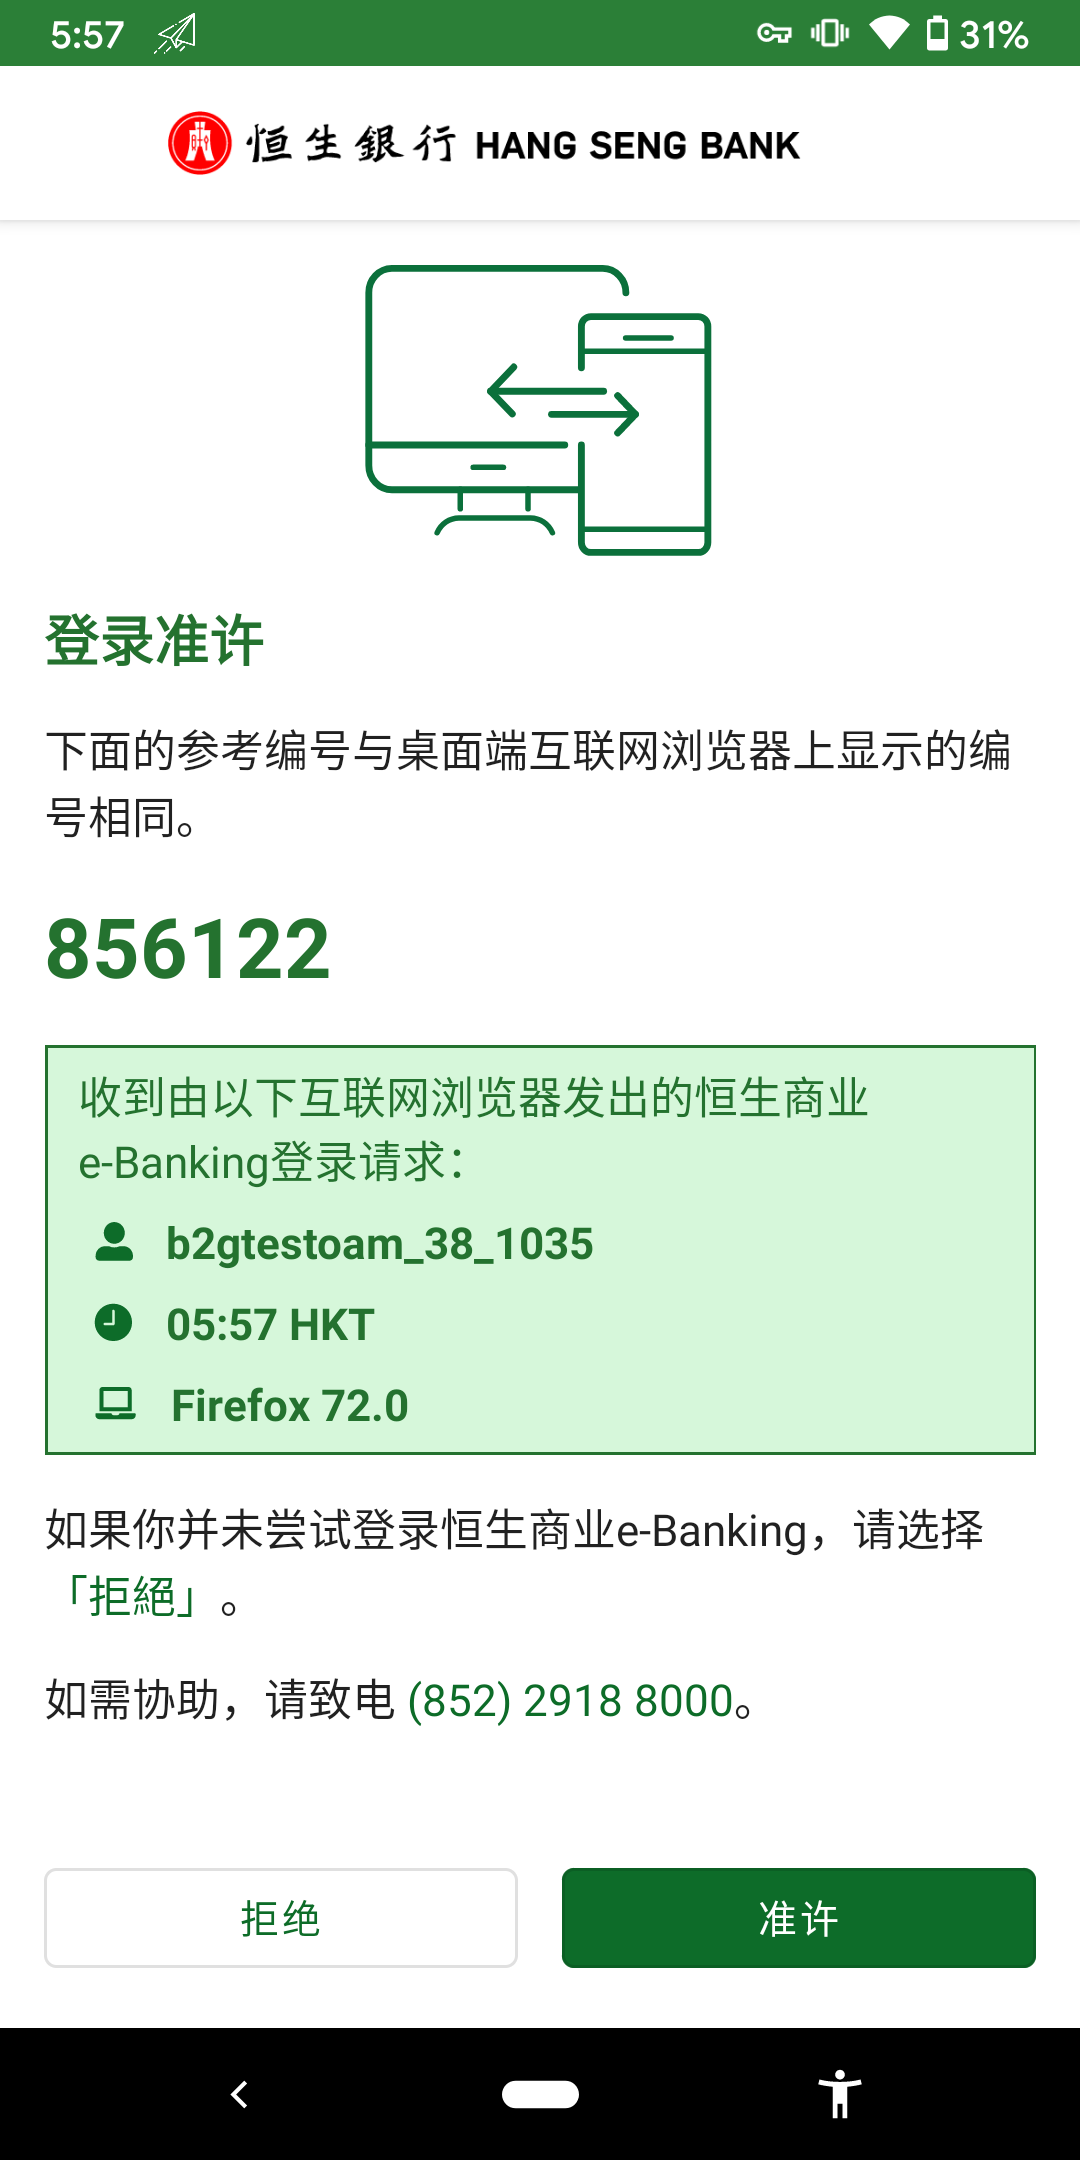 5:57
31%
恒生銀行 HANG SENG BANK
登录准许
下面的参考编号与桌面端互联网浏览器上显示的编
号相同。
856122
收到由以下互联网浏览器发出的恒生商业
e-Banking登录请求：
b2gtestoam_38_1035
05:57 HKT
Firefox 72.0
如果你并未尝试登录恒生商业e-Banking，请选择
「拒絕」。
如需协助，请致电 (852) 2918 8000。
拒绝
准许